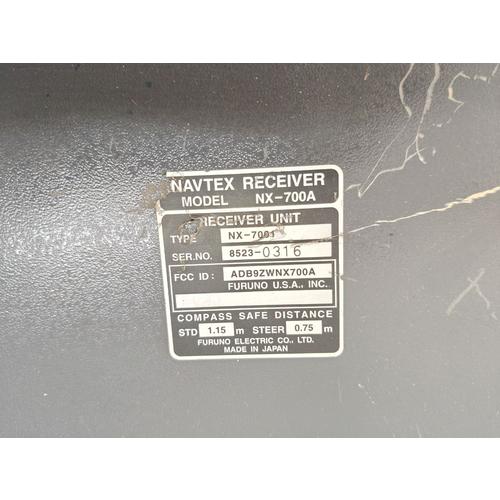 NAVTEX RECEIVER
MODEL NX-700A
RECEIVER UNIT
TYPE NX-7001
SER.NO. 8523-0316
FCC ID: ADB9ZWNX700A
FURUNO U.S.A., INC.
COMPASS SAFE DISTANCE
STD 1.15 m STEER 0.75 m
FURUNO ELECTRIC CO., LTD.
MADE IN JAPAN